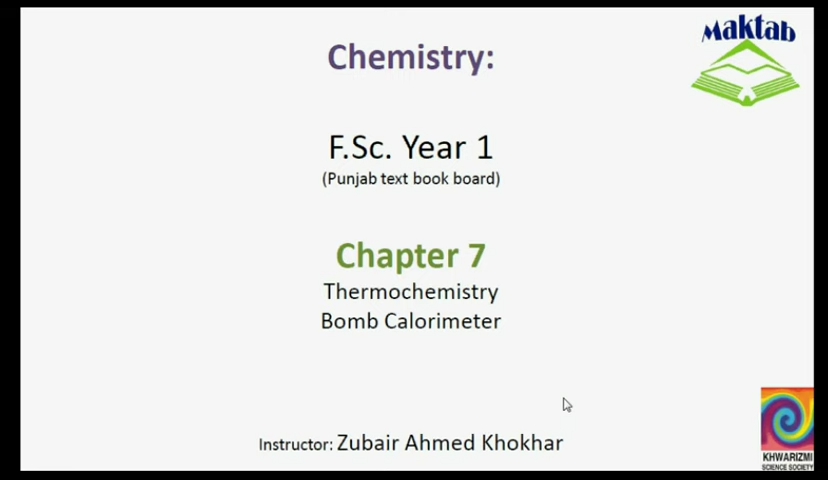 Maktab
Chemistry:
F.Sc. Year 1
(Punjab text book board)
Chapter 7
Thermochemistry
Bomb Calorimeter
Instructor: Zubair Ahmed Khokhar
KHWARIZMI
SCIENCE SOCIETY